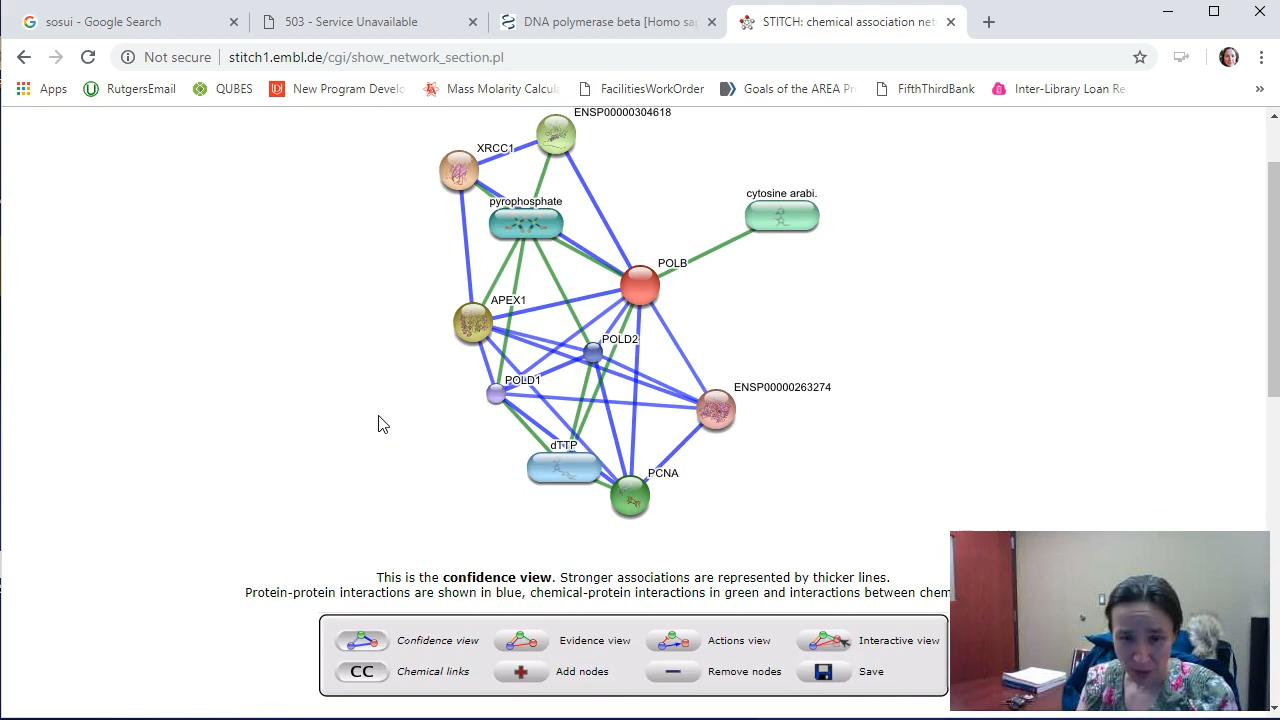 sosui - Google Search
503 - Service Unavailable
DNA polymerase beta [Homo sap
STITCH: chemical association net
Not secure
stitch1.embl.de/cgi/show_network_section.pl
Apps
RutgersEmail
QUBES
New Program Develo
Mass Molarity Calcula
FacilitiesWorkOrder
Goals of the AREA Pr
FifthThirdBank
Inter-Library Loan Re
»
ENSP00000304618
XRCC1
cytosine arabi.
pyrophosphate
POLB
APEX1
POLD2
POLD1
ENSP00000263274
dTTP
PCNA
This is the confidence view. Stronger associations are represented by thicker lines.
Protein-protein interactions are shown in blue, chemical-protein interactions in green and interactions between chem
Confidence view
Evidence view
Actions view
Interactive view
CC Chemical links
Add nodes
Remove nodes
Save